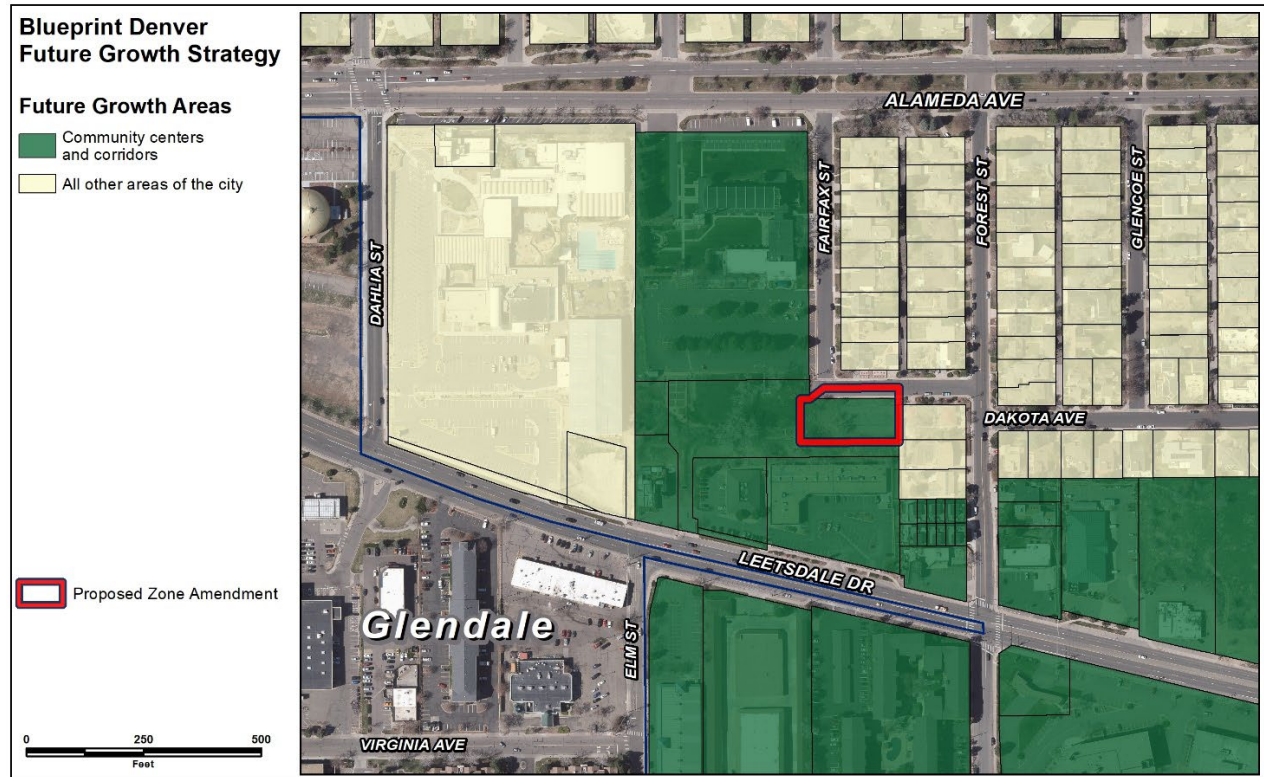 Blueprint Denver
Future Growth Strategy
Future Growth Areas
Community centers
and corridors
All other areas of the city
Proposed Zone Amendment
0 250 500
Feet
ALAMEDA AVE
DAHLIA ST
FAIRFAX ST
FOREST ST
GLENCOE ST
DAKOTA AVE
LEETSDALE DR
Glendale
ELM ST
VIRGINIA AVE